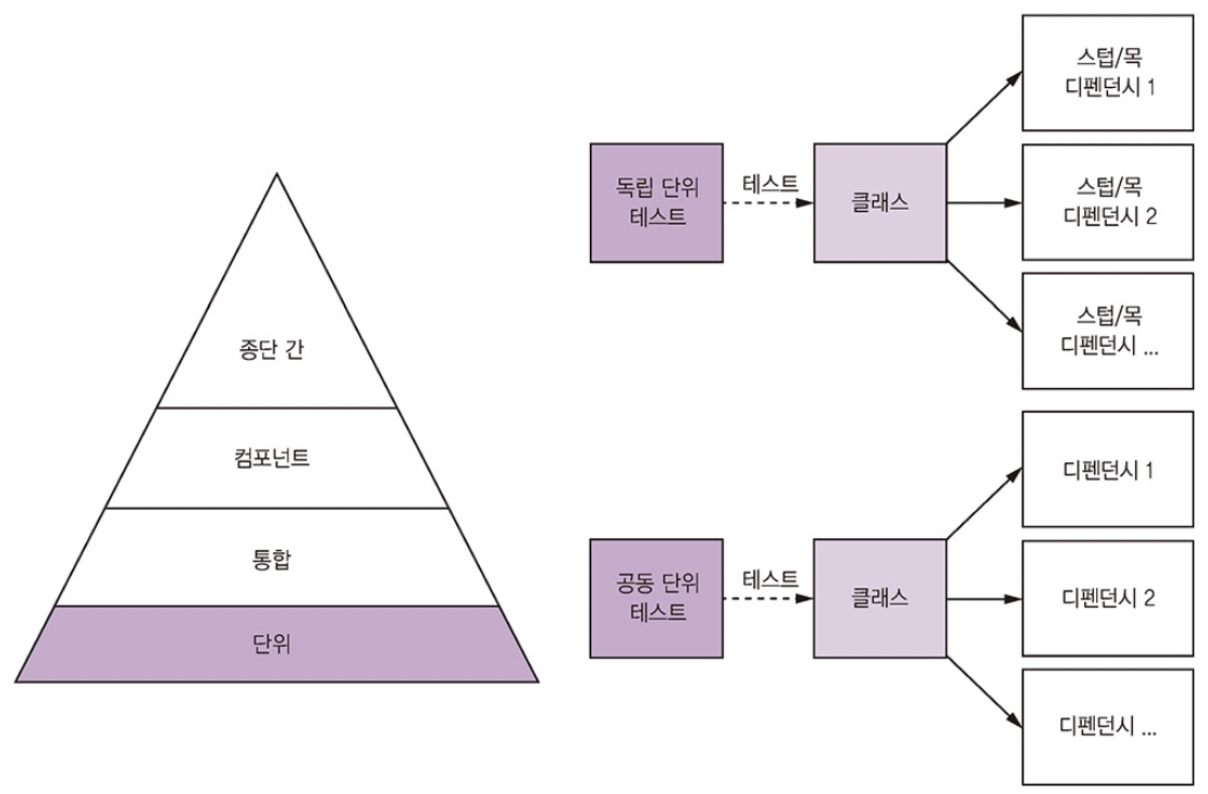 종단 간
컴포넌트
통합
단위
독립 단위
테스트
테스트
클래스
스텁/목
디펜던시 1
스텁/목
디펜던시 2
스텁/목
디펜던시 ...
공동 단위
테스트
테스트
클래스
디펜던시 1
디펜던시 2
디펜던시 ...